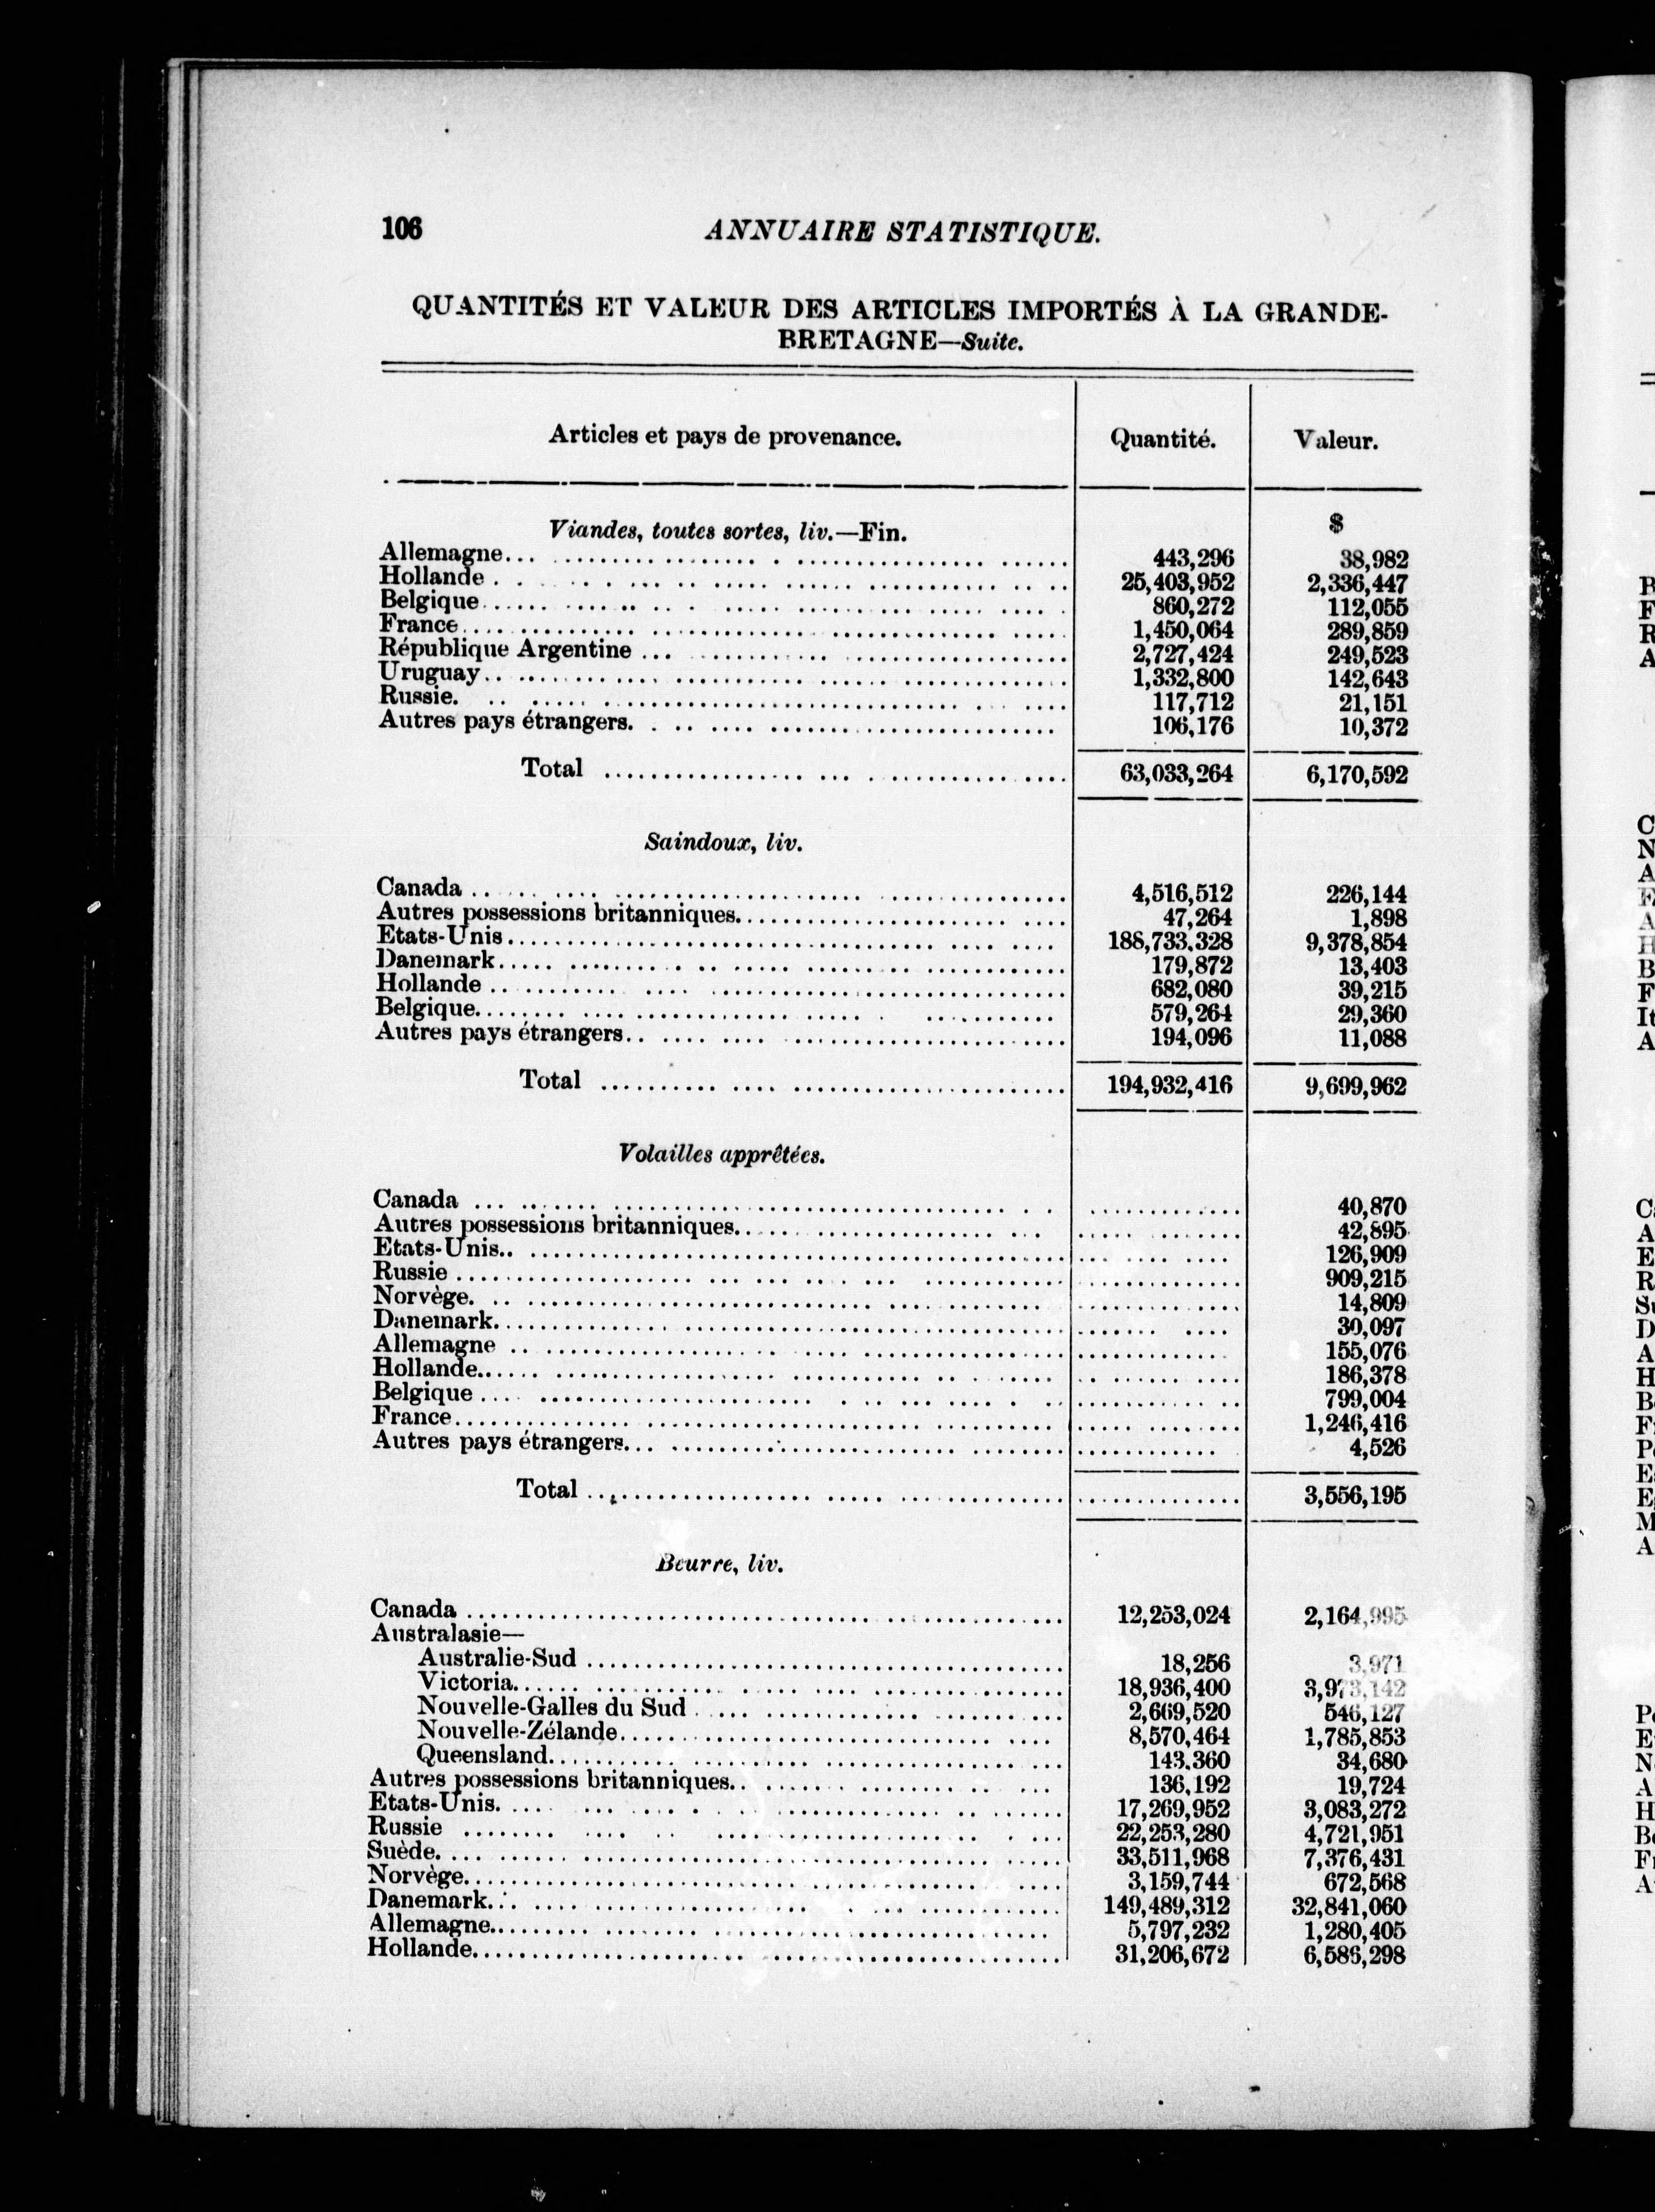 106 ANNUAIRE STATISTIQUE.
QUANTITÉS ET VALEUR DES ARTICLES IMPORTÉS À LA GRANDE-
BRETAGNE—Suite.
Articles et pays de provenance. Quantité. Valeur.
Viandes, toutes sortes, liv.—Fin. $
Allemagne 443,296 38,982
Hollande 25,403,952 2,336,447
Belgique 860,272 112,055
France 1,450,064 289,859
République Argentine 2,727,424 249,523
Uruguay 1,332,800 142,643
Russie. 117,712 21,151
Autres pays étrangers. 106,176 10,372
Total 63,033,264 6,170,592
Saindoux, liv.
Canada 4,516,512 226,144
Autres possessions britanniques. 47,264 1,898
Etats-Unis 188,733,328 9,378,854
Danemark 179,872 13,403
Hollande 682,080 39,215
Belgique 579,264 29,360
Autres pays étrangers 194,096 11,088
Total 194,932,416 9,699,962
Volailles apprêtées.
Canada 40,870
Autres possessions britanniques 42,895
Etats-Unis 126,909
Russie 909,215
Norvège. 14,809
Danemark 30,097
Allemagne 155,076
Hollande 186,378
Belgique 799,004
France 1,246,416
Autres pays étrangers 4,526
Total 3,556,195
Beurre, liv.
Canada 12,253,024 2,164,995
Australasie—
Australie-Sud 18,256 3,971
Victoria 18,936,400 3,973,142
Nouvelle-Galles du Sud 2,669,520 546,127
Nouvelle-Zélande 8,570,464 1,785,853
Queensland 143,360 34,680
Autres possessions britanniques 136,192 19,724
Etats-Unis 17,269,952 3,083,272
Russie 22,253,280 4,721,951
Suède 33,511,968 7,376,431
Norvège 3,159,744 672,568
Danemark 149,489,312 32,841,060
Allemagne 5,797,232 1,280,405
Hollande 31,206,672 6,586,298